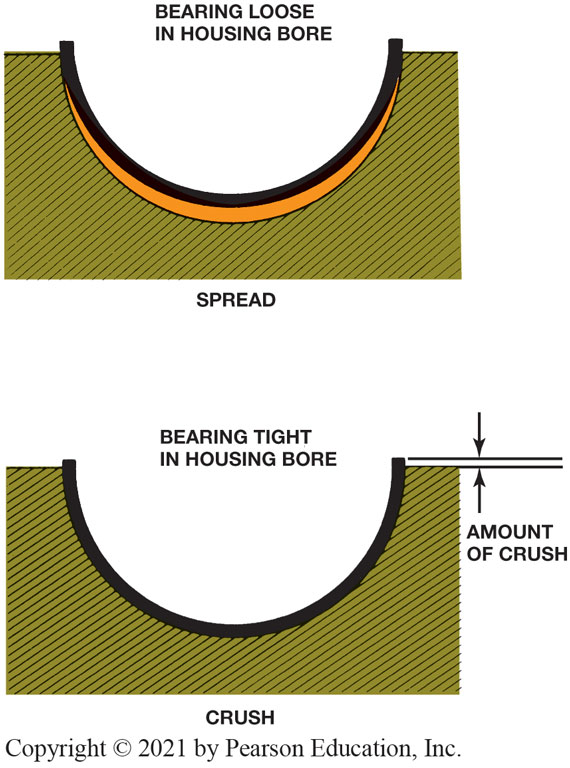 BEARING LOOSE
IN HOUSING BORE
SPREAD
BEARING TIGHT
IN HOUSING BORE
AMOUNT
OF CRUSH
CRUSH
Copyright © 2021 by Pearson Education, Inc.